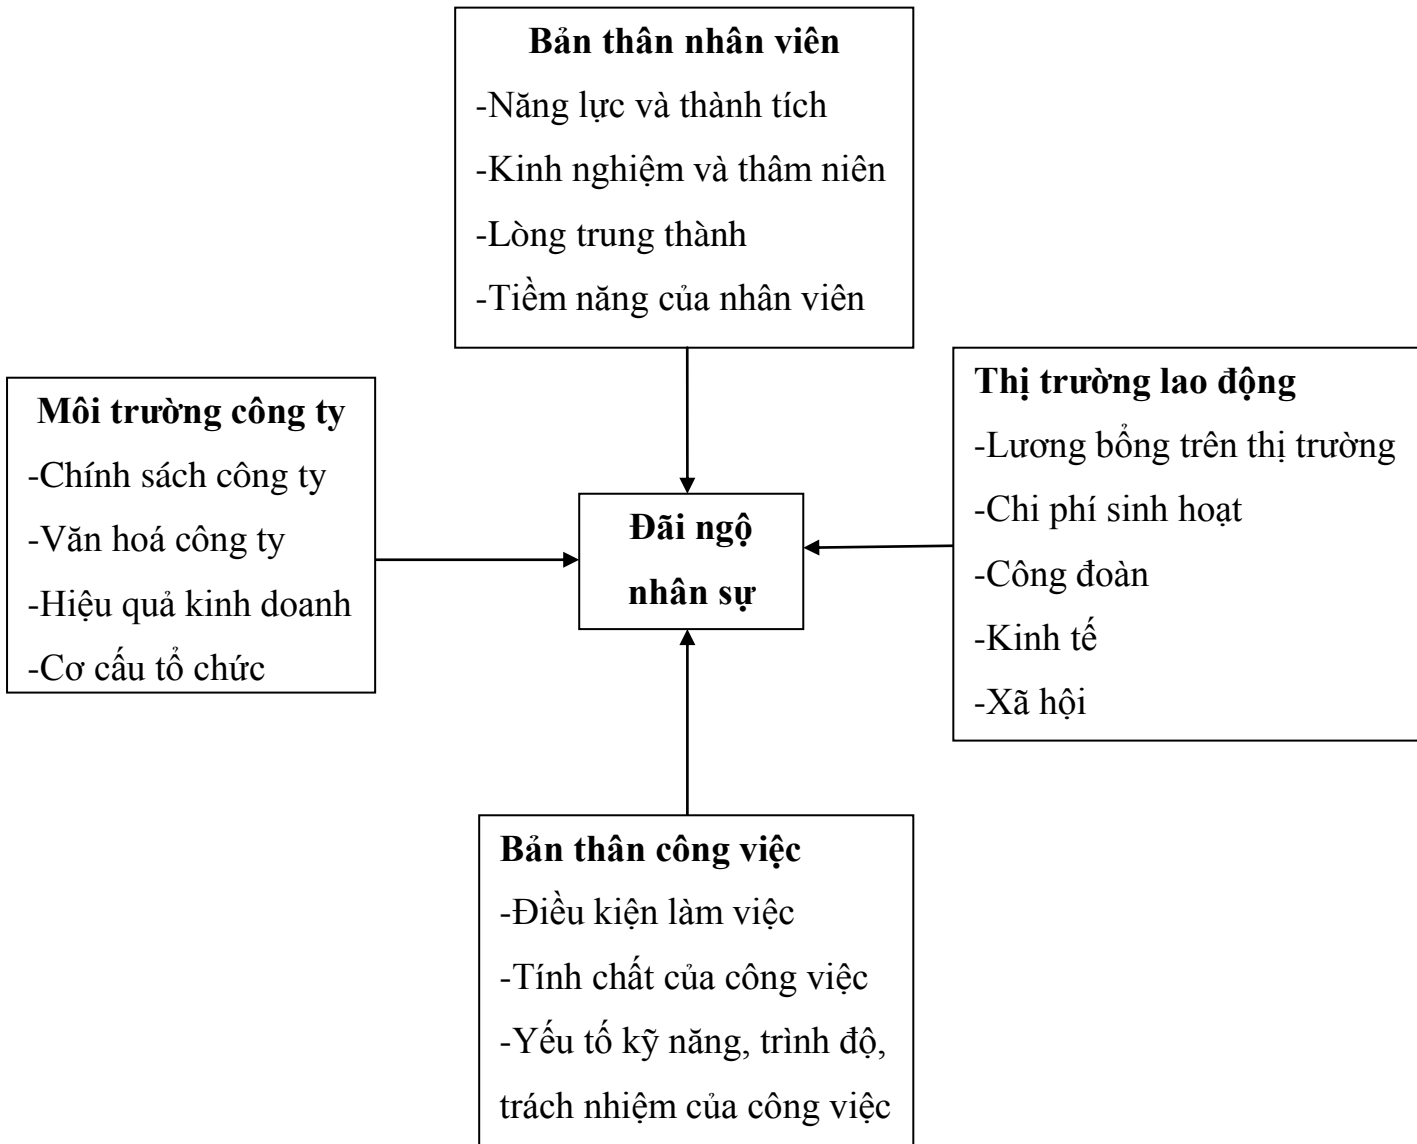 Bản thân nhân viên
-Năng lực và thành tích
-Kinh nghiệm và thâm niên
-Lòng trung thành
-Tiềm năng của nhân viên
Môi trường công ty
-Chính sách công ty
-Văn hoá công ty
-Hiệu quả kinh doanh
-Cơ cấu tổ chức
Đãi ngộ
nhân sự
Thị trường lao động
-Lương bổng trên thị trường
-Chi phí sinh hoạt
-Công đoàn
-Kinh tế
-Xã hội
Bản thân công việc
-Điều kiện làm việc
-Tính chất của công việc
-Yếu tố kỹ năng, trình độ,
trách nhiệm của công việc